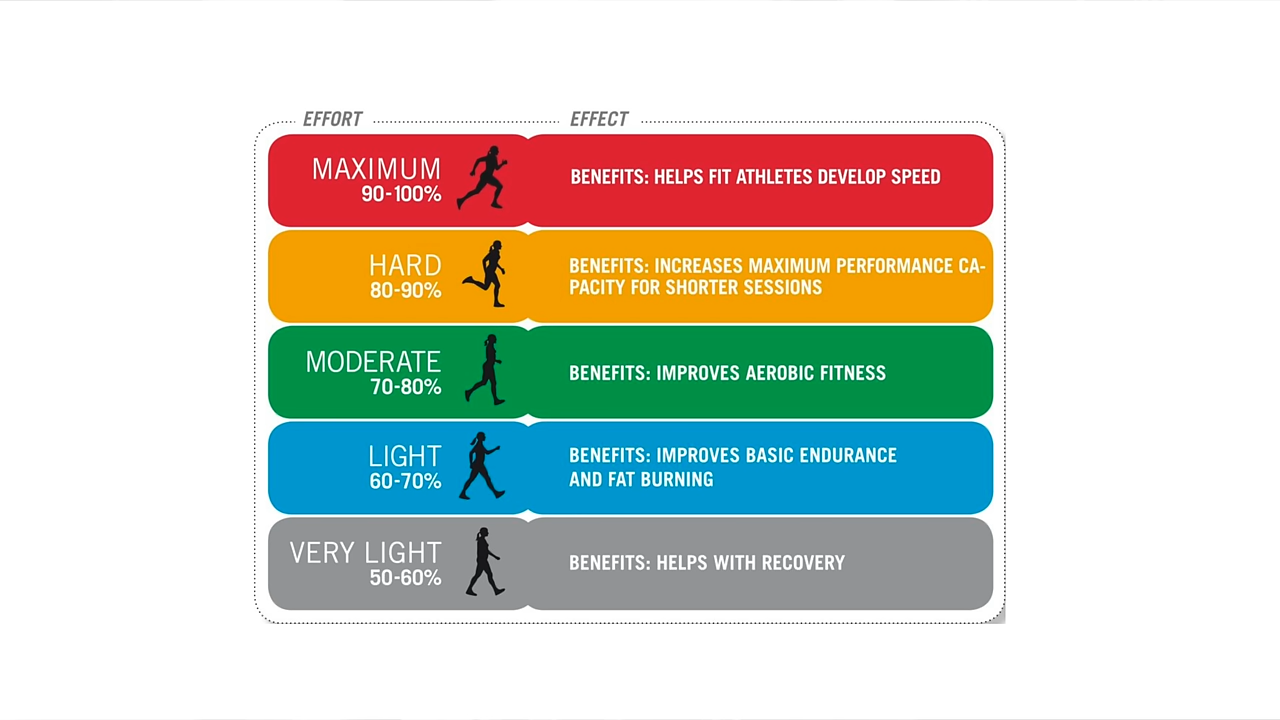 EFFORT
EFFECT
MAXIMUM
90-100%
BENEFITS: HELPS FIT ATHLETES DEVELOP SPEED
HARD
80-90%
BENEFITS: INCREASES MAXIMUM PERFORMANCE CA-
PACITY FOR SHORTER SESSIONS
MODERATE
70-80%
BENEFITS: IMPROVES AEROBIC FITNESS
LIGHT
60-70%
BENEFITS: IMPROVES BASIC ENDURANCE
AND FAT BURNING
VERY LIGHT
50-60%
BENEFITS: HELPS WITH RECOVERY